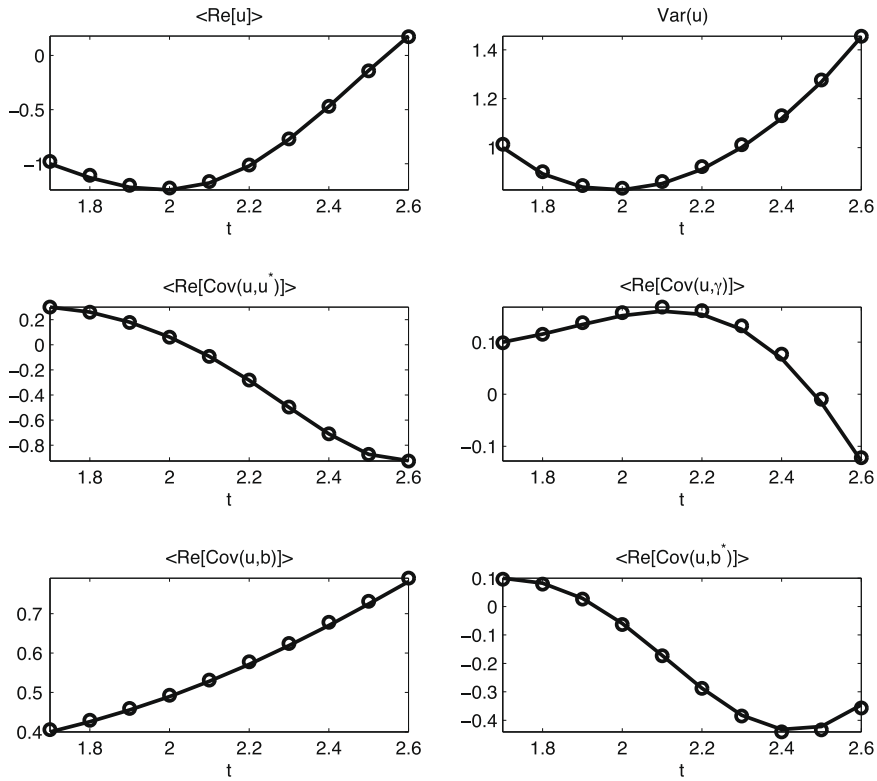 <Re[u]>
0
−0.5
−1
1.8 2 2.2 2.4 2.6
t
Var(u)
1.4
1.2
1
1.8 2 2.2 2.4 2.6
t
<Re[Cov(u,u*)]>
0.2
0
−0.2
−0.4
−0.6
−0.8
1.8 2 2.2 2.4 2.6
t
<Re[Cov(u,γ)]>
0.1
0
−0.1
1.8 2 2.2 2.4 2.6
t
<Re[Cov(u,b)]>
0.7
0.6
0.5
0.4
1.8 2 2.2 2.4 2.6
t
<Re[Cov(u,b*)]>
0.1
0
−0.1
−0.2
−0.3
−0.4
1.8 2 2.2 2.4 2.6
t